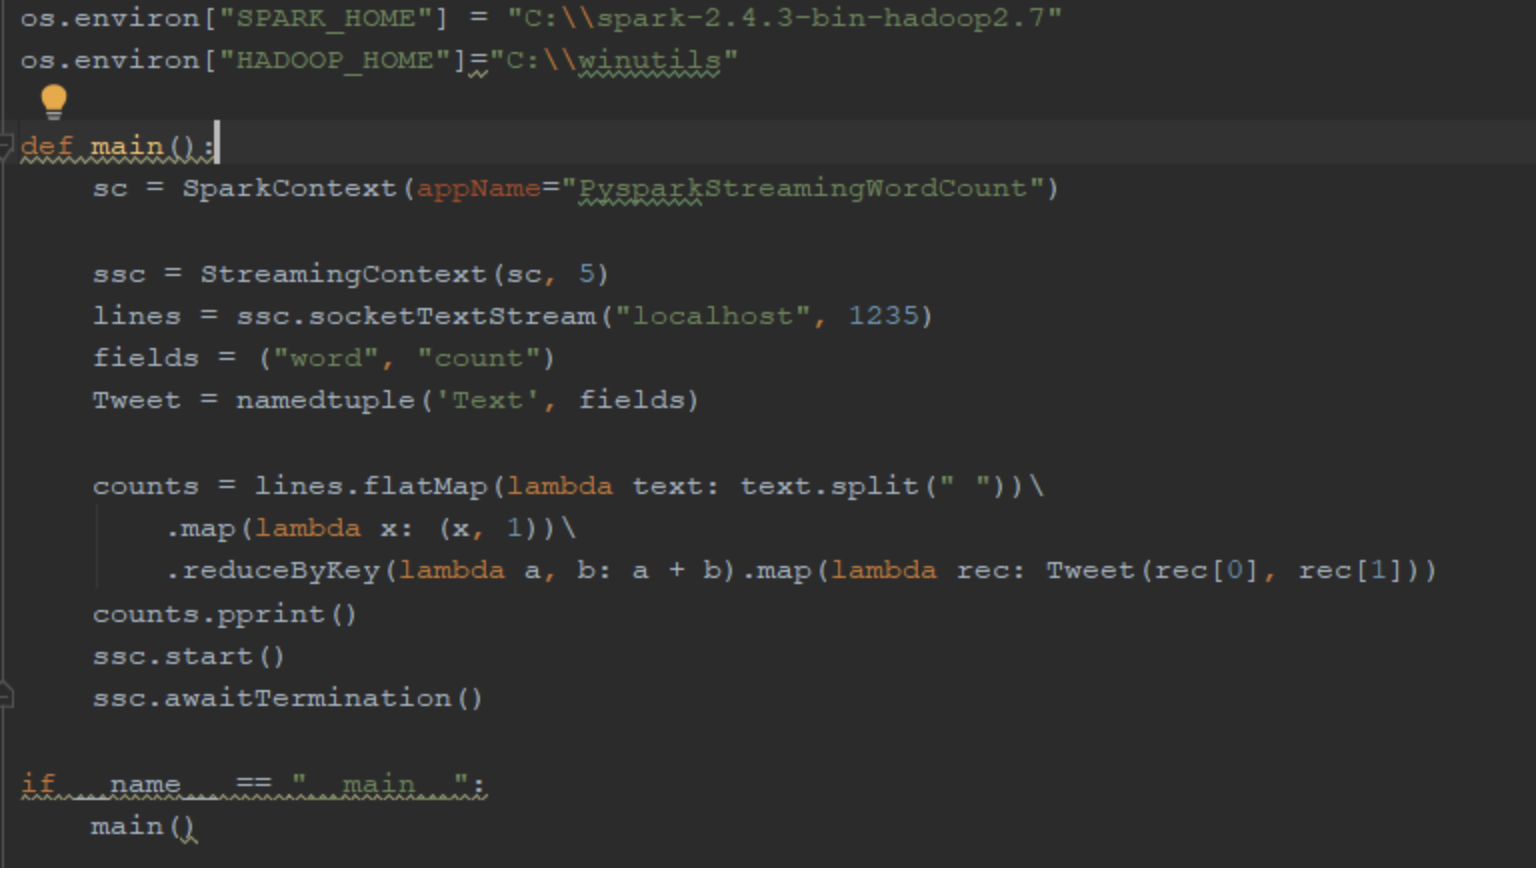 os.environ["SPARK_HOME"] = "C:\\spark-2.4.3-bin-hadoop2.7"
os.environ["HADOOP_HOME"]="C:\\winutils"
def main():
sc = SparkContext(appName="PysparkStreamingWordCount")
ssc = StreamingContext(sc, 5)
lines = ssc.socketTextStream("localhost", 1235)
fields = ("word", "count")
Tweet = namedtuple('Text', fields)
counts = lines.flatMap(lambda text: text.split(" "))\
.map(lambda x: (x, 1))\
.reduceByKey(lambda a, b: a + b).map(lambda rec: Tweet(rec[0], rec[1]))
counts.pprint()
ssc.start()
ssc.awaitTermination()
if __name__ == "__main__":
main()